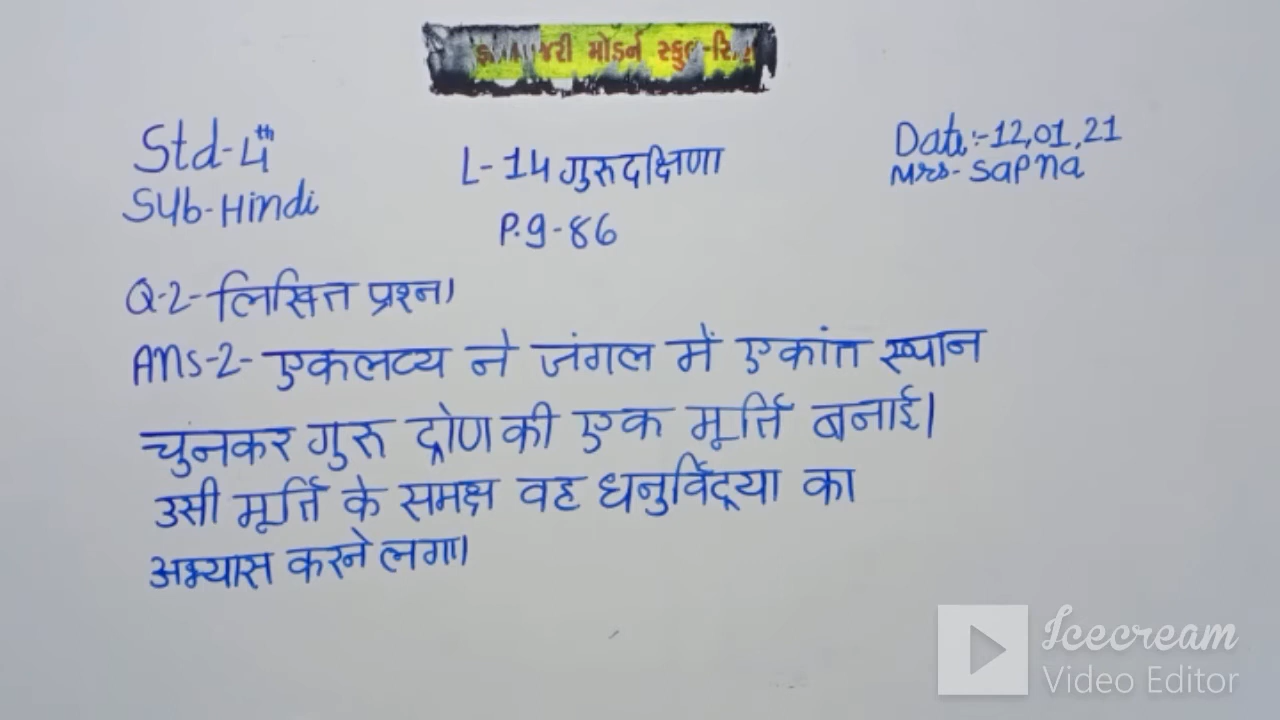 મોડર્ન સ્કુલ-
Std-4th
L-14 गुरुदक्षिणा
Date:-12,01,21
Sub-Hindi
Mrs-Sapna
P.g-86
Q-2-लिखित प्रश्न।
Ans-2-एकलव्य ने जंगल में एकांत स्थान
चुनकर गुरु द्रोण की एक मूर्त्ति बनाई।
उसी मूर्त्ति के समक्ष वह धनुर्विद्या का
अभ्यास करने लगा।
Icecream
Video Editor